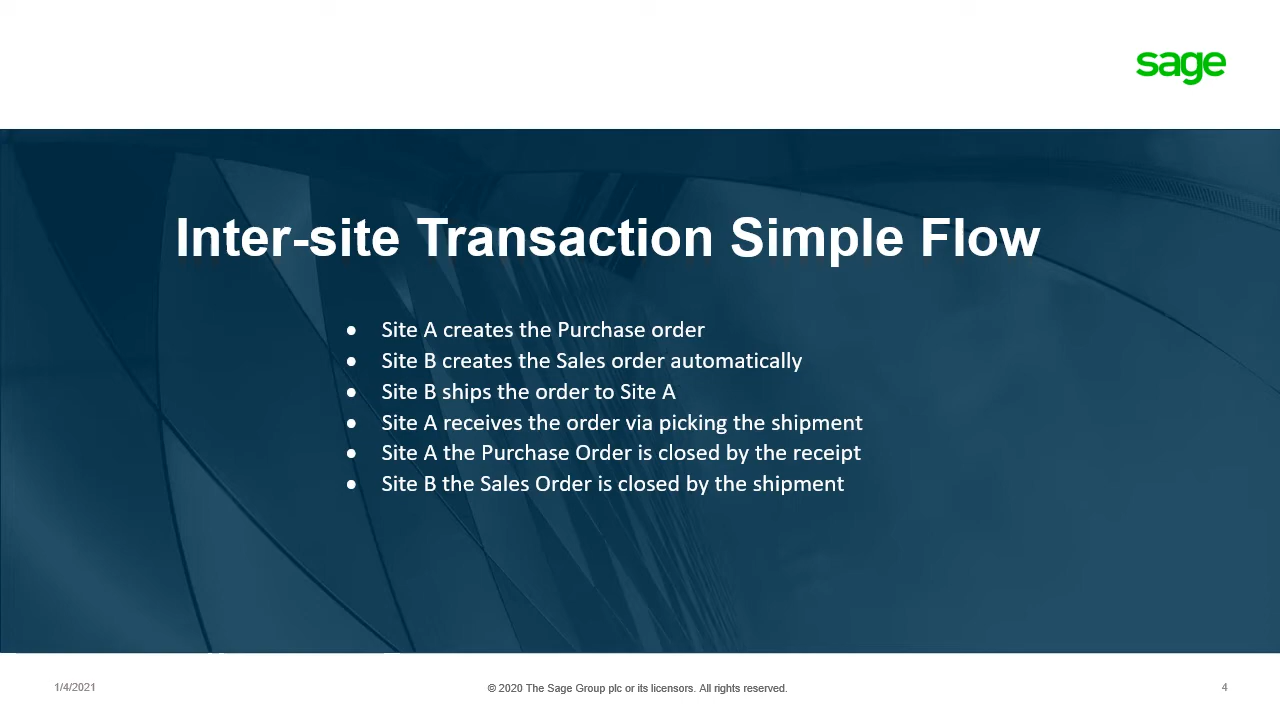 sage
Inter-site Transaction Simple Flow
● Site A creates the Purchase order
● Site B creates the Sales order automatically
● Site B ships the order to Site A
● Site A receives the order via picking the shipment
● Site A the Purchase Order is closed by the receipt
● Site B the Sales Order is closed by the shipment
1/4/2021
© 2020 The Sage Group plc or its licensors. All rights reserved.
4